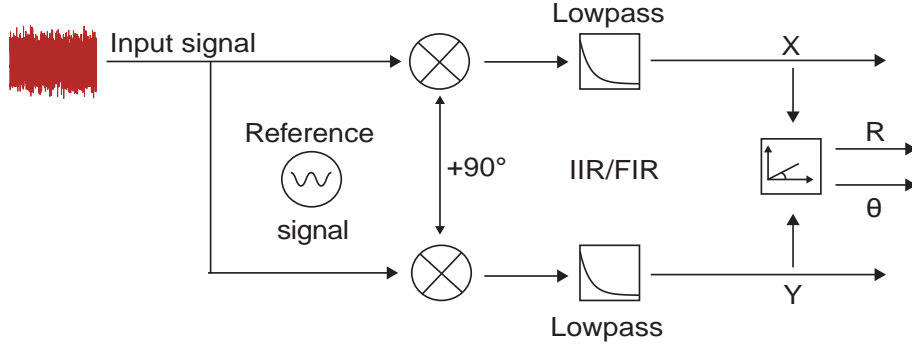 Lowpass
Input signal
X
Reference
R
+90°
IIR/FIR
θ
signal
Y
Lowpass